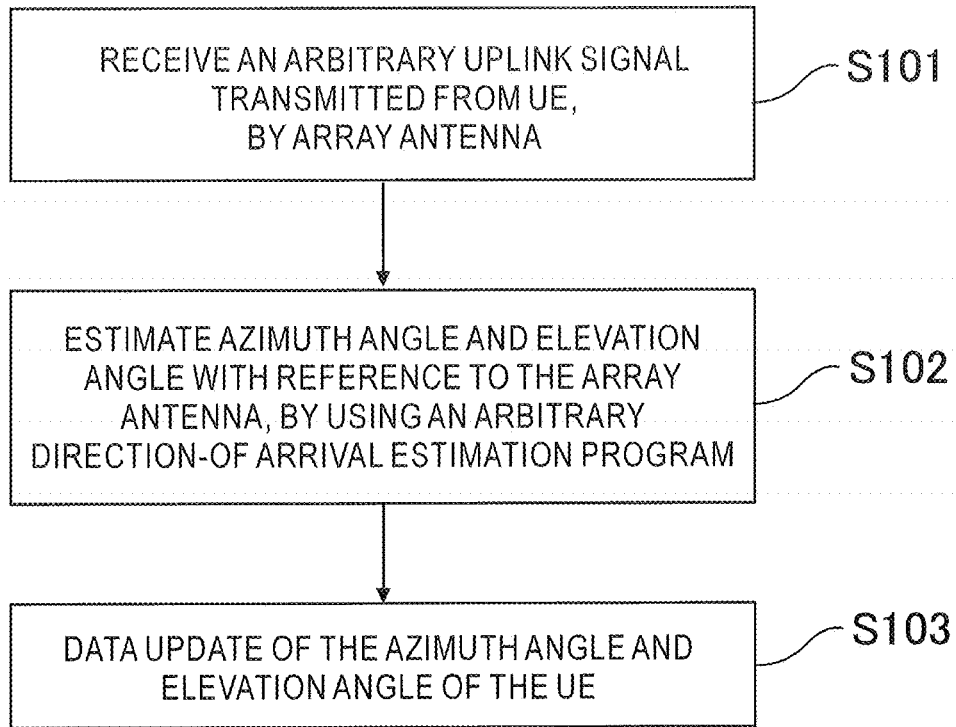 RECEIVE AN ARBITRARY UPLINK SIGNAL
TRANSMITTED FROM UE,
BY ARRAY ANTENNA
S101
ESTIMATE AZIMUTH ANGLE AND ELEVATION
ANGLE WITH REFERENCE TO THE ARRAY
ANTENNA, BY USING AN ARBITRARY
DIRECTION-OF ARRIVAL ESTIMATION PROGRAM
S102
DATA UPDATE OF THE AZIMUTH ANGLE AND
ELEVATION ANGLE OF THE UE
S103